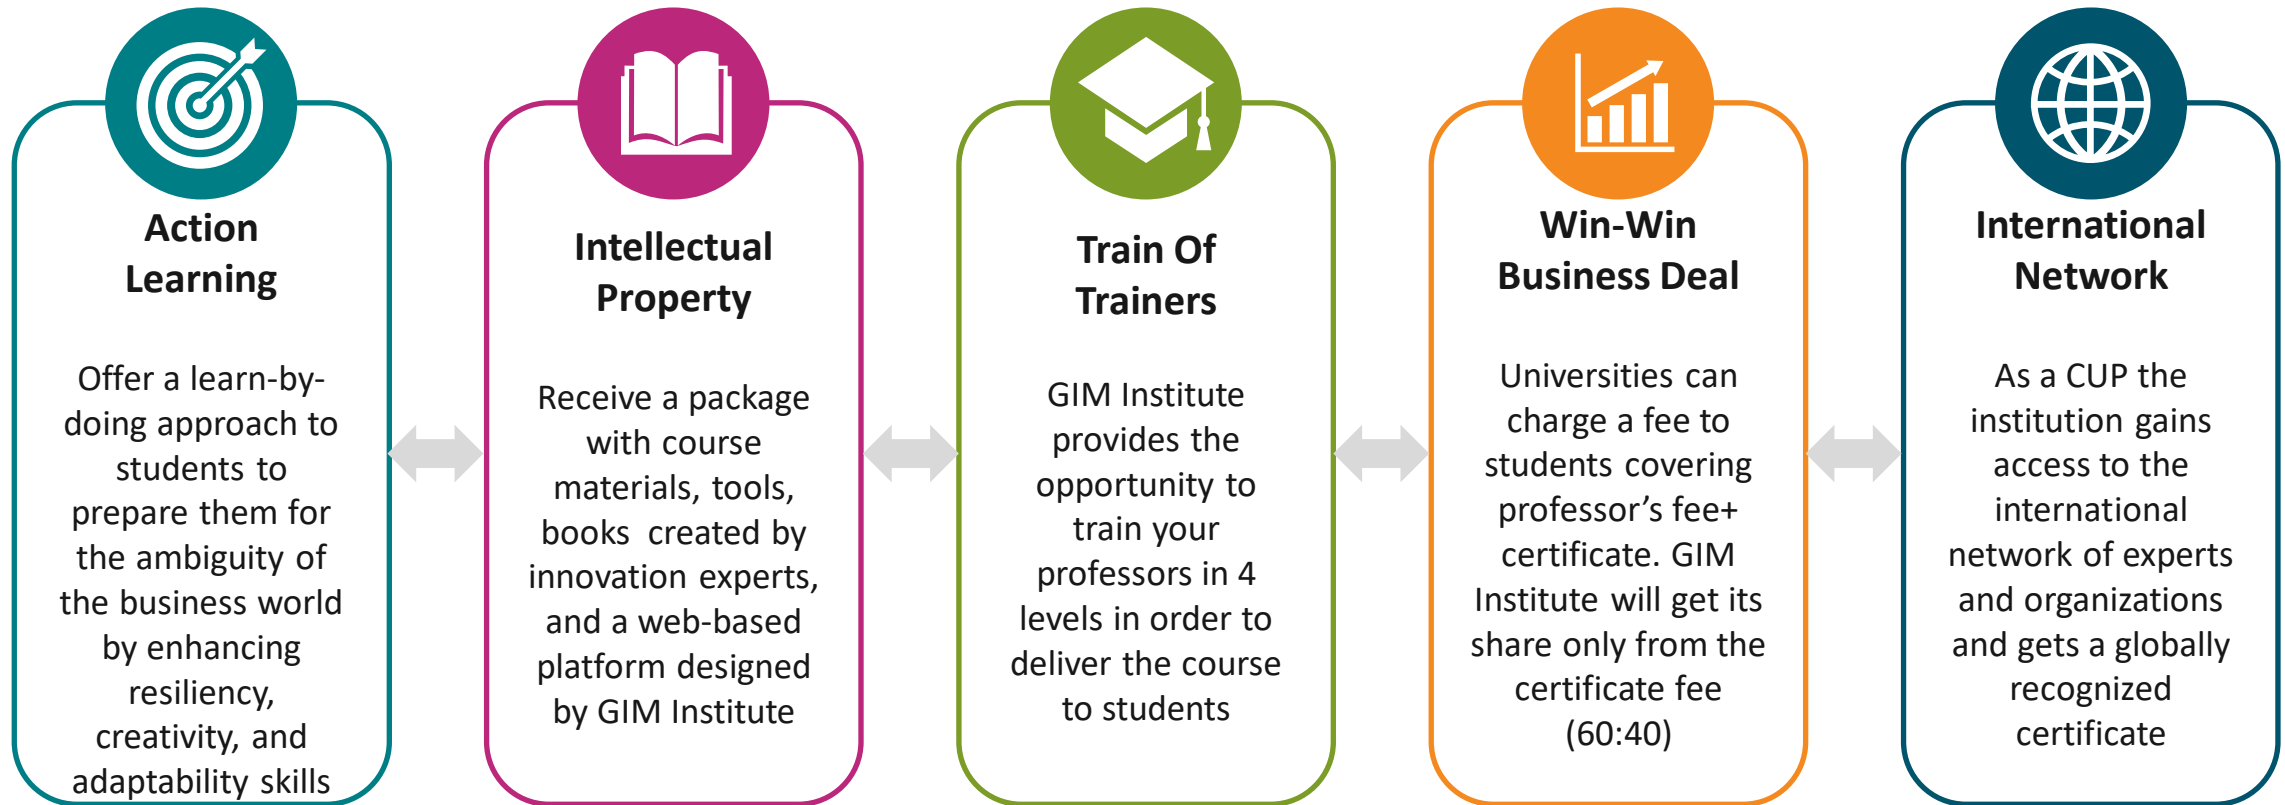 Action
Learning
Offer a learn-by-
doing approach to
students to
prepare them for
the ambiguity of
the business world
by enhancing
resiliency,
creativity, and
adaptability skills
Intellectual
Property
Receive a package
with course
materials, tools,
books created by
innovation experts,
and a web-based
platform designed
by GIM Institute
Train Of
Trainers
GIM Institute
provides the
opportunity to
train your
professors in 4
levels in order to
deliver the course
to students
Win-Win
Business Deal
Universities can
charge a fee to
students covering
professor’s fee+
certificate. GIM
Institute will get its
share only from the
certificate fee
(60:40)
International
Network
As a CUP the
institution gains
access to the
international
network of experts
and organizations
and gets a globally
recognized
certificate